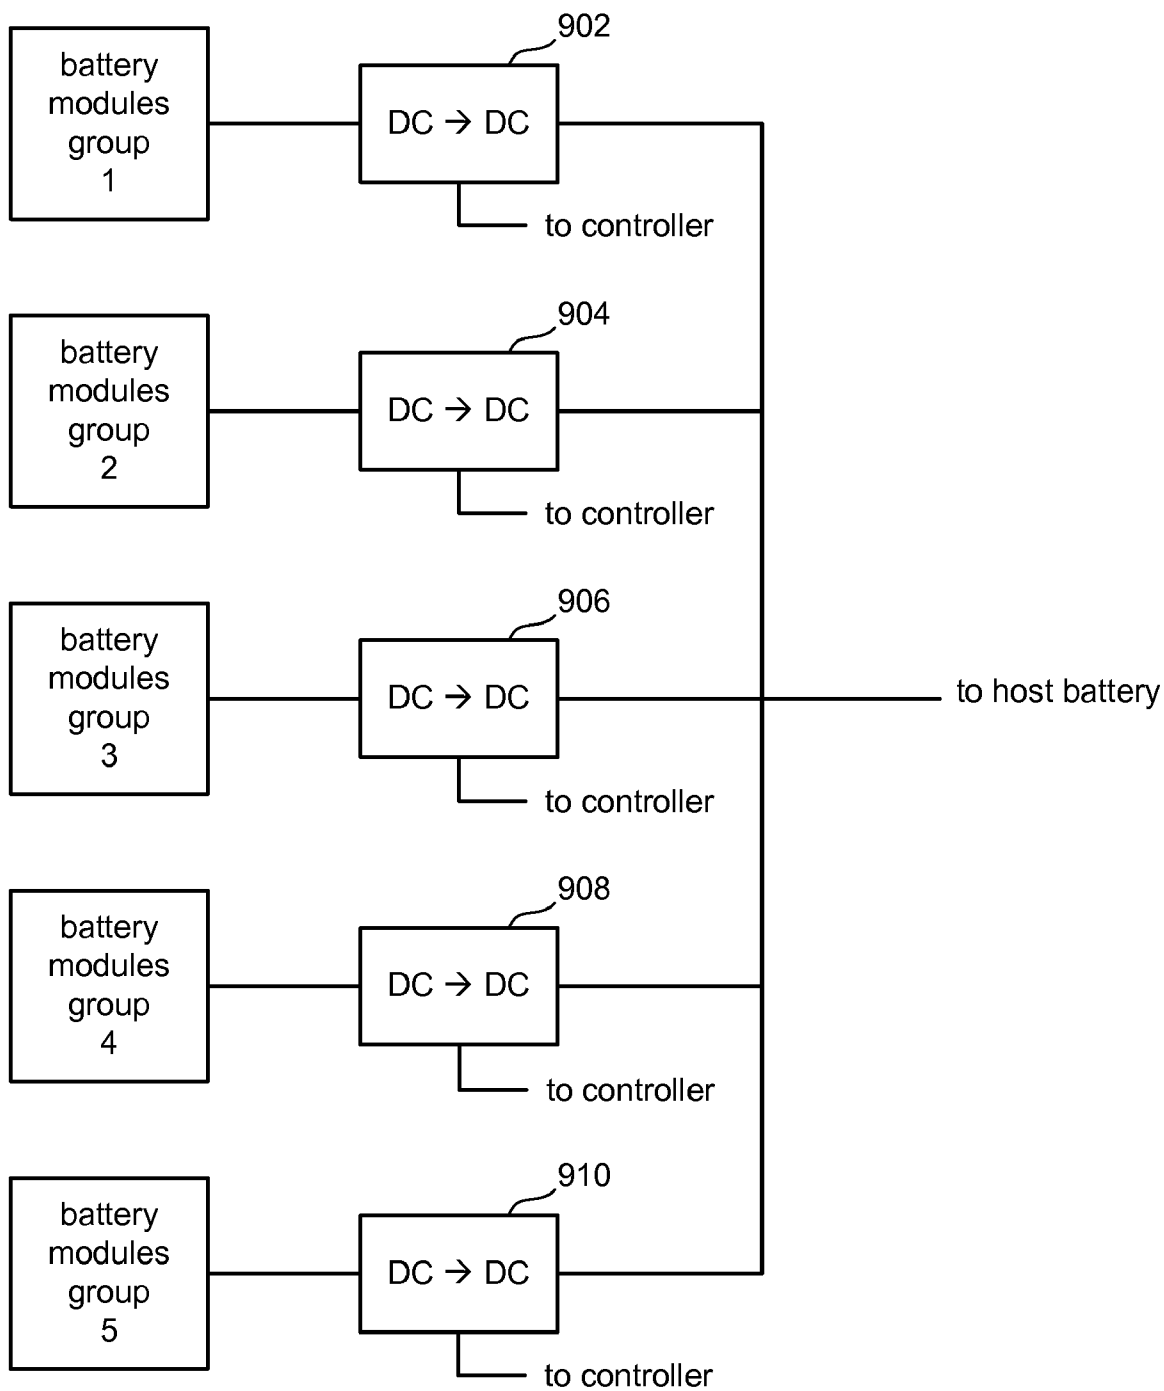 902
battery
modules
group
1
DC → DC
to controller
904
battery
modules
group
2
DC → DC
to controller
906
battery
modules
group
3
DC → DC
to host battery
to controller
908
battery
modules
group
4
DC → DC
to controller
910
battery
modules
group
5
DC → DC
to controller